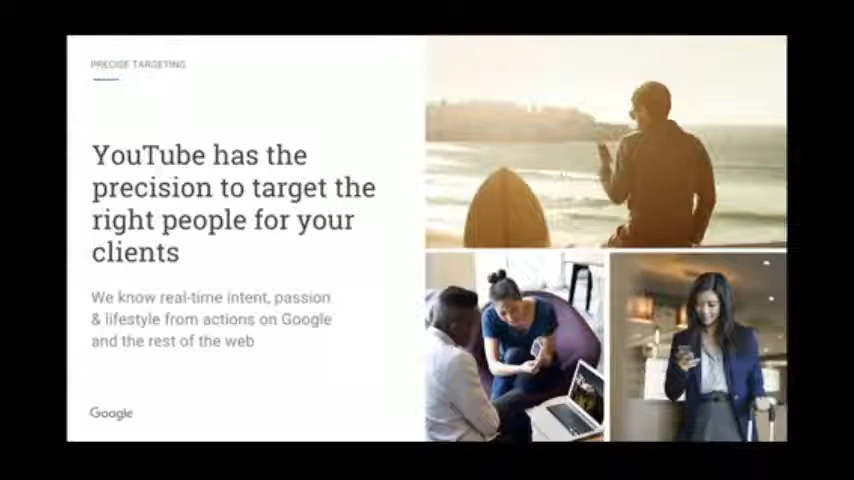 PRECISE TARGETING
YouTube has the
precision to target the
right people for your
clients
We know real-time intent, passion
& lifestyle from actions on Google
and the rest of the web
Google